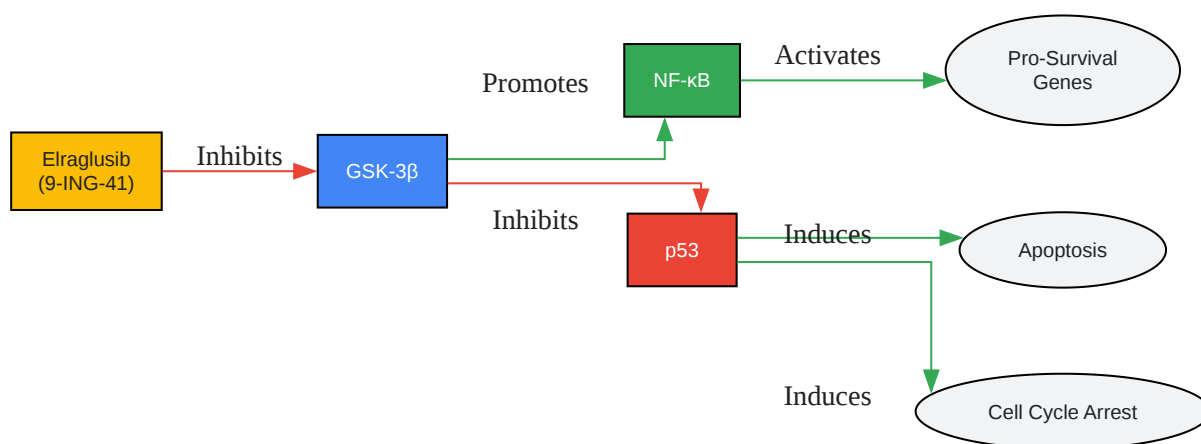 Elraglusib
(9-ING-41)
Inhibits
GSK-3β
Promotes
NF-κB
Activates
Pro-Survival
Genes
Inhibits
p53
Induces
Apoptosis
Induces
Cell Cycle Arrest